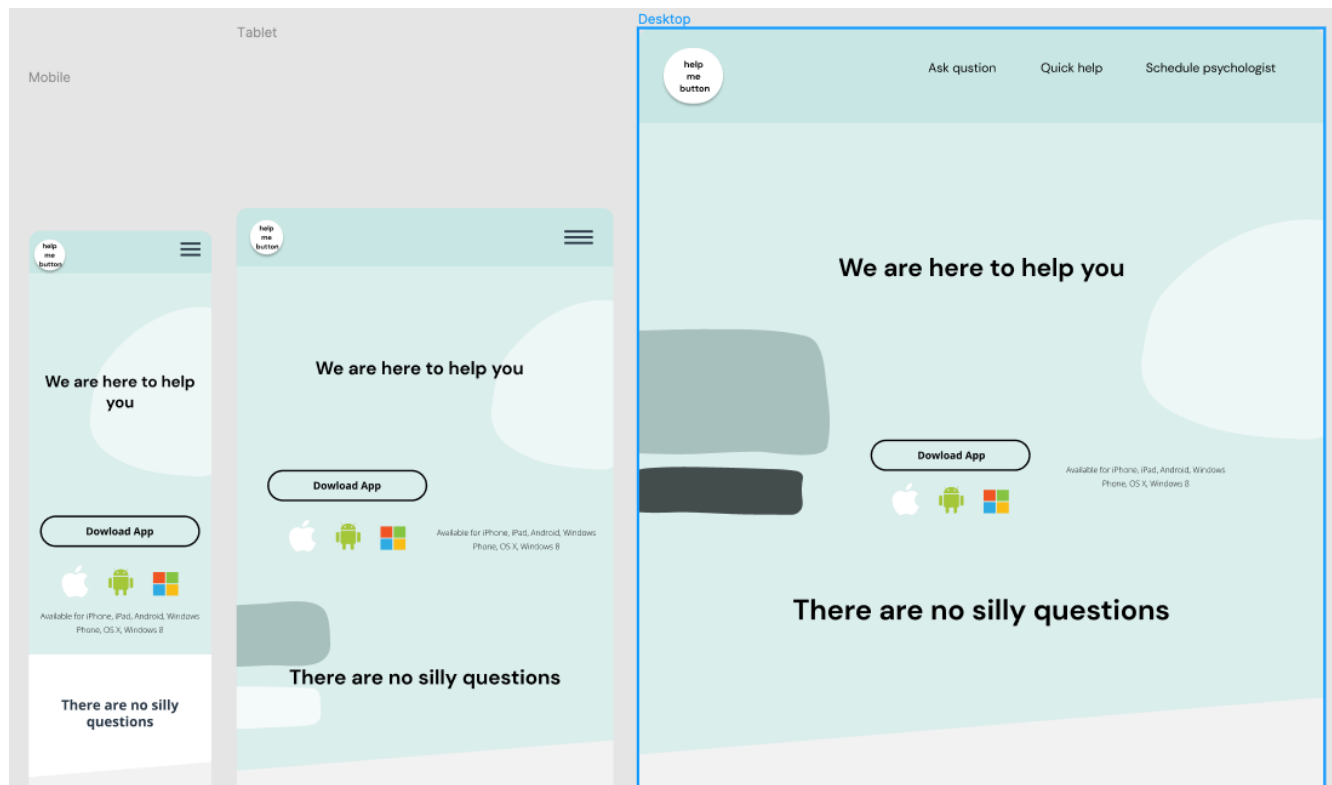 Mobile
help
me
button
We are here to help
you
Dowload App
Available for iPhone, iPad, Android, Windows
Phone, OS X, Windows 8
There are no silly
questions
Tablet
help
me
button
We are here to help you
Dowload App
Available for iPhone, iPad, Android, Windows
Phone, OS X, Windows 8
There are no silly questions
Desktop
help
me
button
Ask qustion
Quick help
Schedule psychologist
We are here to help you
Dowload App
Available for iPhone, iPad, Android, Windows
Phone, OS X, Windows 8
There are no silly questions